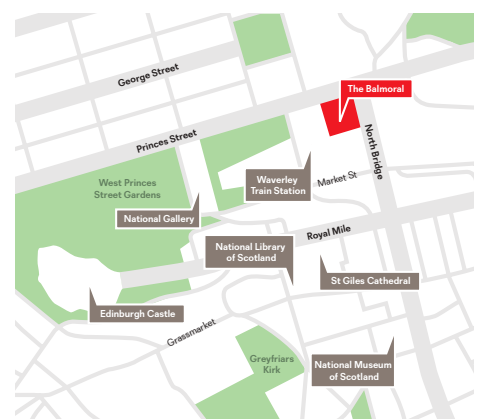 George Street
The Balmoral
Princes Street
North Bridge
West Princes
Street Gardens
Waverley
Train Station
Market St
National Gallery
Royal Mile
National Library
of Scotland
St Giles Cathedral
Edinburgh Castle
Grassmarket
Greyfriars
Kirk
National Museum
of Scotland